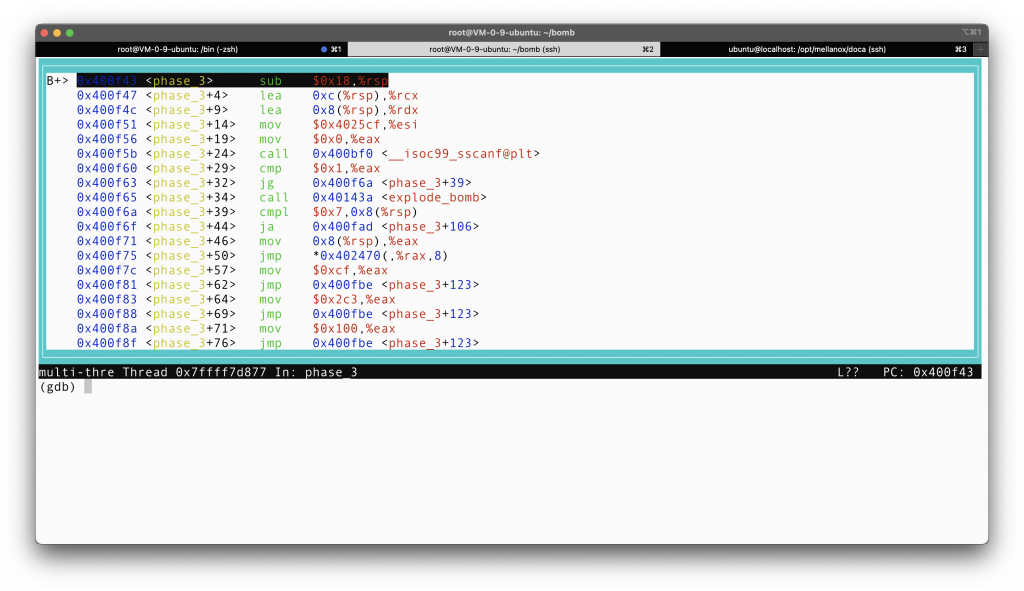 root@VM-0-9-ubuntu: ~/bomb
⌥⌘1
root@VM-0-9-ubuntu: /bin (-zsh) ⌘1 root@VM-0-9-ubuntu: ~/bomb (ssh) ⌘2 ubuntu@localhost: /opt/mellanox/doca (ssh) ⌘3 +
B+> 0x400f43 <phase_3> sub $0x18,%rsp
0x400f47 <phase_3+4> lea 0xc(%rsp),%rcx
0x400f4c <phase_3+9> lea 0x8(%rsp),%rdx
0x400f51 <phase_3+14> mov $0x4025cf,%esi
0x400f56 <phase_3+19> mov $0x0,%eax
0x400f5b <phase_3+24> call 0x400bf0 <__isoc99_sscanf@plt>
0x400f60 <phase_3+29> cmp $0x1,%eax
0x400f63 <phase_3+32> jg 0x400f6a <phase_3+39>
0x400f65 <phase_3+34> call 0x40143a <explode_bomb>
0x400f6a <phase_3+39> cmpl $0x7,0x8(%rsp)
0x400f6f <phase_3+44> ja 0x400fad <phase_3+106>
0x400f71 <phase_3+46> mov 0x8(%rsp),%eax
0x400f75 <phase_3+50> jmp *0x402470(,%rax,8)
0x400f7c <phase_3+57> mov $0xcf,%eax
0x400f81 <phase_3+62> jmp 0x400fbe <phase_3+123>
0x400f83 <phase_3+64> mov $0x2c3,%eax
0x400f88 <phase_3+69> jmp 0x400fbe <phase_3+123>
0x400f8a <phase_3+71> mov $0x100,%eax
0x400f8f <phase_3+76> jmp 0x400fbe <phase_3+123>
multi-thre Thread 0x7ffff7d877 In: phase_3 L?? PC: 0x400f43
(gdb)